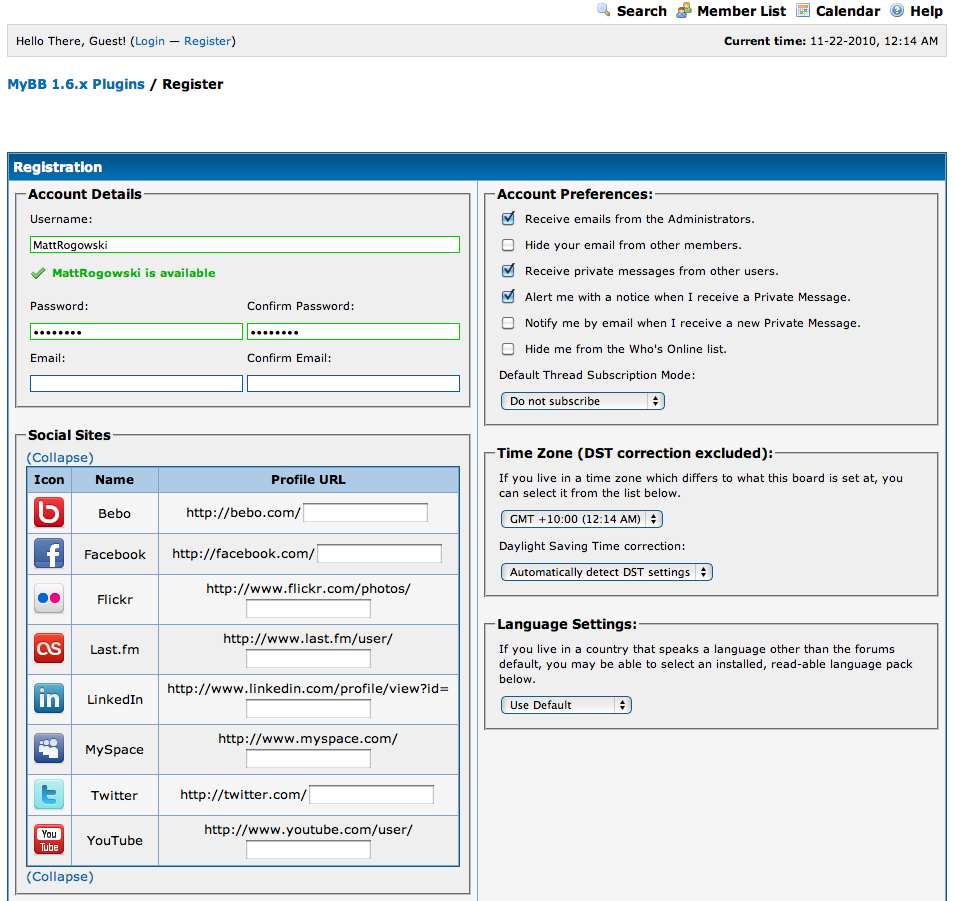 Search Member List Calendar Help
Hello There, Guest! (Login — Register)
Current time: 11-22-2010, 12:14 AM
MyBB 1.6.x Plugins / Register
Registration
Account Details
Username:
MattRogowski
MattRogowski is available
Password: Confirm Password:
•••••••• ••••••••
Email: Confirm Email:
Social Sites
(Collapse)
Icon Name Profile URL
b Bebo http://bebo.com/
f Facebook http://facebook.com/
Flickr http://www.flickr.com/photos/
as Last.fm http://www.last.fm/user/
in LinkedIn http://www.linkedin.com/profile/view?id=
MySpace http://www.myspace.com/
t Twitter http://twitter.com/
You
Tube
YouTube http://www.youtube.com/user/
(Collapse)
Account Preferences:
Receive emails from the Administrators.
Hide your email from other members.
Receive private messages from other users.
Alert me with a notice when I receive a Private Message.
Notify me by email when I receive a new Private Message.
Hide me from the Who's Online list.
Default Thread Subscription Mode:
Do not subscribe
Time Zone (DST correction excluded):
If you live in a time zone which differs to what this board is set at, you
can select it from the list below.
GMT +10:00 (12:14 AM)
Daylight Saving Time correction:
Automatically detect DST settings
Language Settings:
If you live in a country that speaks a language other than the forums
default, you may be able to select an installed, read-able language pack
below.
Use Default